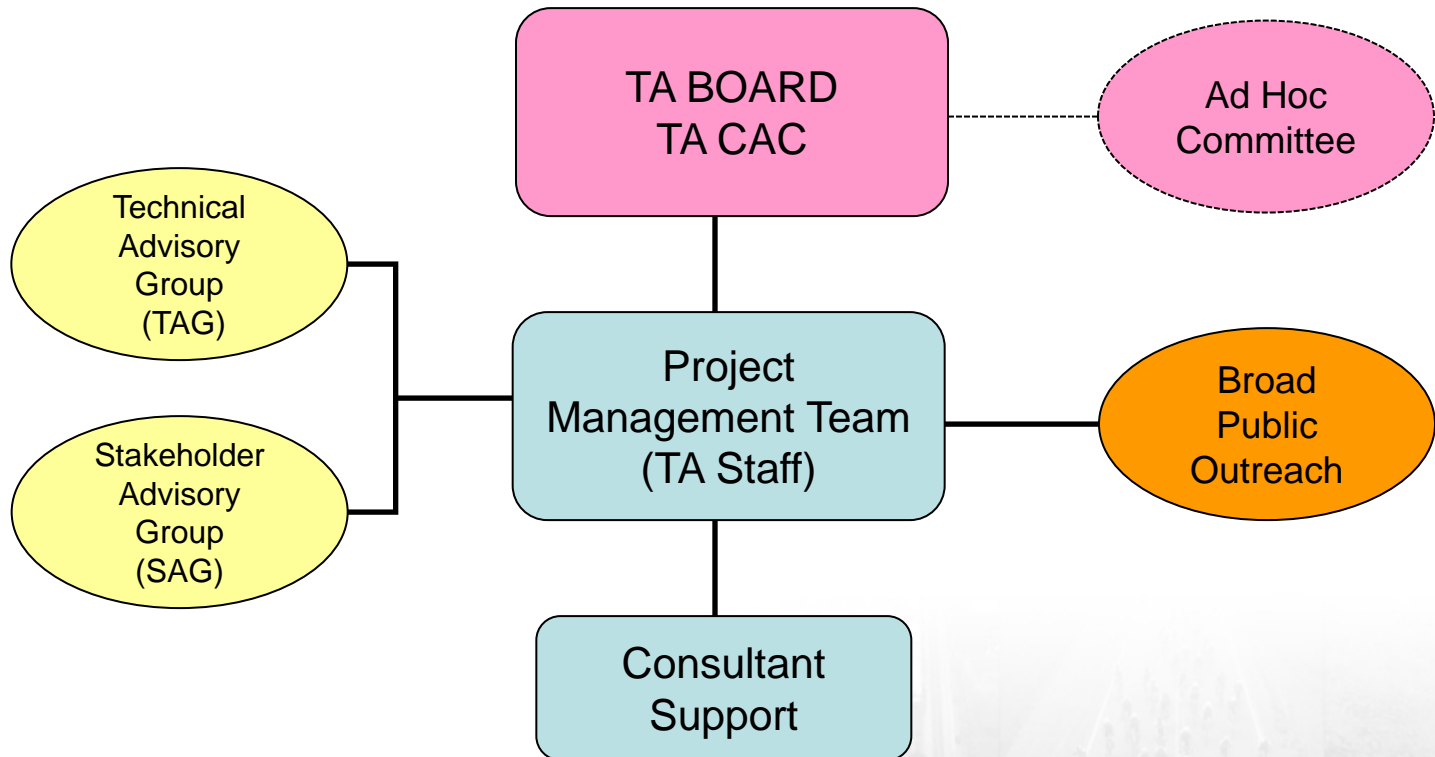 TA BOARD
TA CAC
Ad Hoc
Committee
Technical
Advisory
Group
(TAG)
Project
Management Team
(TA Staff)
Broad
Public
Outreach
Stakeholder
Advisory
Group
(SAG)
Consultant
Support